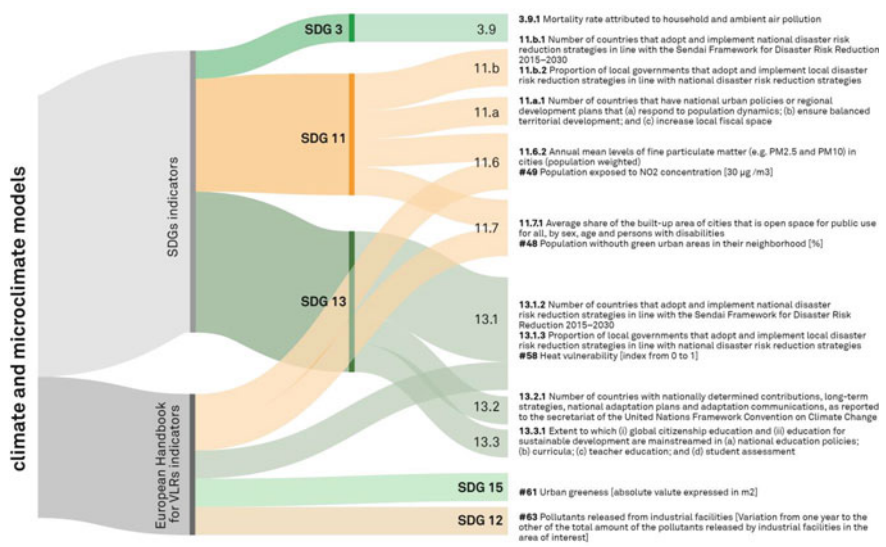 climate and microclimate models
SDGs indicators
European Handbook
for VLRs indicators
SDG 3
SDG 11
SDG 13
3.9
11.b
11.a
11.6
11.7
13.1
13.2
13.3
SDG 15
SDG 12
3.9.1 Mortality rate attributed to household and ambient air pollution
11.b.1 Number of countries that adopt and implement national disaster risk
reduction strategies in line with the Sendai Framework for Disaster Risk Reduction
2015–2030
11.b.2 Proportion of local governments that adopt and implement local disaster
risk reduction strategies in line with national disaster risk reduction strategies
11.a.1 Number of countries that have national urban policies or regional
development plans that (a) respond to population dynamics; (b) ensure balanced
territorial development; and (c) increase local fiscal space
11.6.2 Annual mean levels of fine particulate matter (e.g. PM2.5 and PM10) in
cities (population weighted)
#49 Population exposed to NO2 concentration [30 µg /m3]
11.7.1 Average share of the built-up area of cities that is open space for public use
for all, by sex, age and persons with disabilities
#48 Population withouth green urban areas in their neighborhood [%]
13.1.2 Number of countries that adopt and implement national disaster
risk reduction strategies in line with the Sendai Framework for Disaster Risk
Reduction 2015–2030
13.1.3 Proportion of local governments that adopt and implement local disaster
risk reduction strategies in line with national disaster risk reduction strategies
#58 Heat vulnerability [index from 0 to 1]
13.2.1 Number of countries with nationally determined contributions, long-term
strategies, national adaptation plans and adaptation communications, as reported
to the secretariat of the United Nations Framework Convention on Climate Change
13.3.1 Extent to which (i) global citizenship education and (ii) education for
sustainable development are mainstreamed in (a) national education policies;
(b) curricula; (c) teacher education; and (d) student assessment
#61 Urban greeness [absolute valute expressed in m2]
#63 Pollutants released from industrial facilities [Variation from one year to the
other of the total amount of the pollutants released by industrial facilities in the
area of interest]